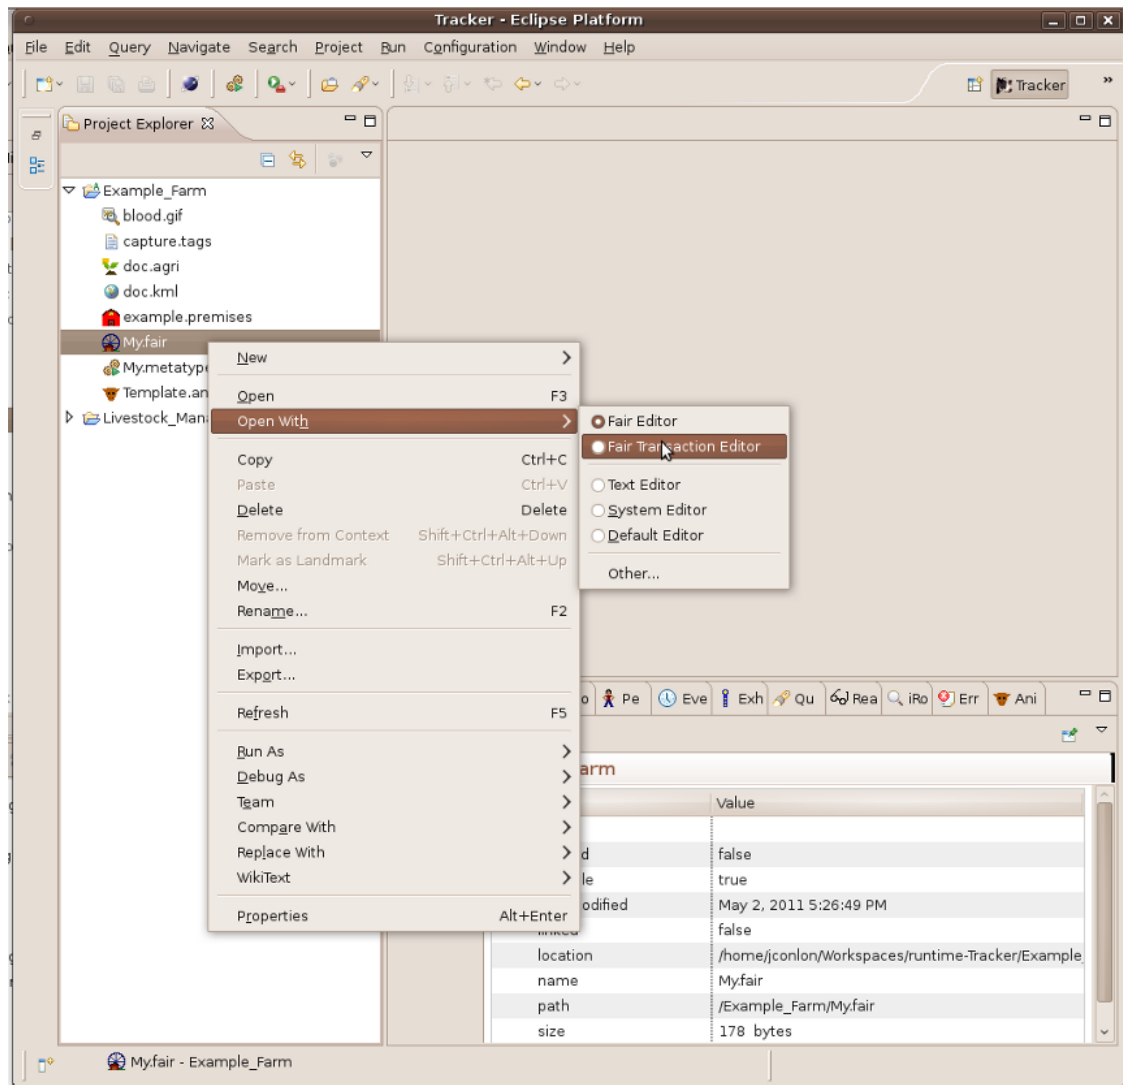 Tracker - Eclipse Platform
File Edit Query Navigate Search Project Run Configuration Window Help
Tracker
Project Explorer
Example_Farm
blood.gif
capture.tags
doc.agri
doc.kml
example.premises
My.fair
My.metatype
Template.an
Livestock_Man
New
Open F3
Open With
Copy Ctrl+C
Paste Ctrl+V
Delete Delete
Remove from Context Shift+Ctrl+Alt+Down
Mark as Landmark Shift+Ctrl+Alt+Up
Move...
Rename... F2
Import...
Export...
Refresh F5
Run As
Debug As
Team
Compare With
Replace With
WikiText
Properties Alt+Enter
Fair Editor
Fair Transaction Editor
Text Editor
System Editor
Default Editor
Other...
o Pe Eve Exh Qu Rea iRo Err Ani
arm
Value
d false
le true
odified May 2, 2011 5:26:49 PM
linked false
location /home/jconlon/Workspaces/runtime-Tracker/Example_
name My.fair
path /Example_Farm/My.fair
size 178 bytes
My.fair - Example_Farm